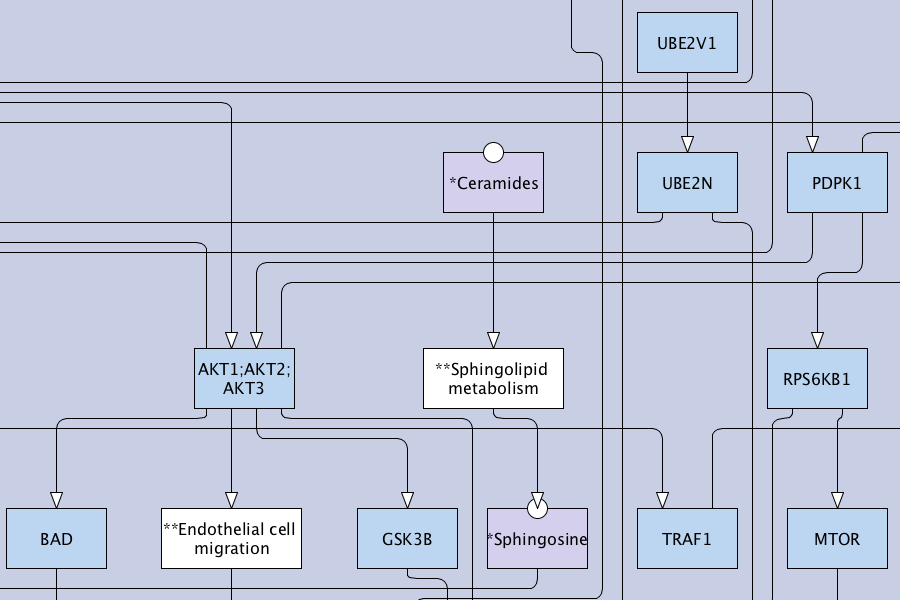 UBE2V1
*Ceramides
UBE2N
PDPK1
AKT1;AKT2;
AKT3
**Sphingolipid
metabolism
RPS6KB1
BAD
**Endothelial cell
migration
GSK3B
*Sphingosine
TRAF1
MTOR